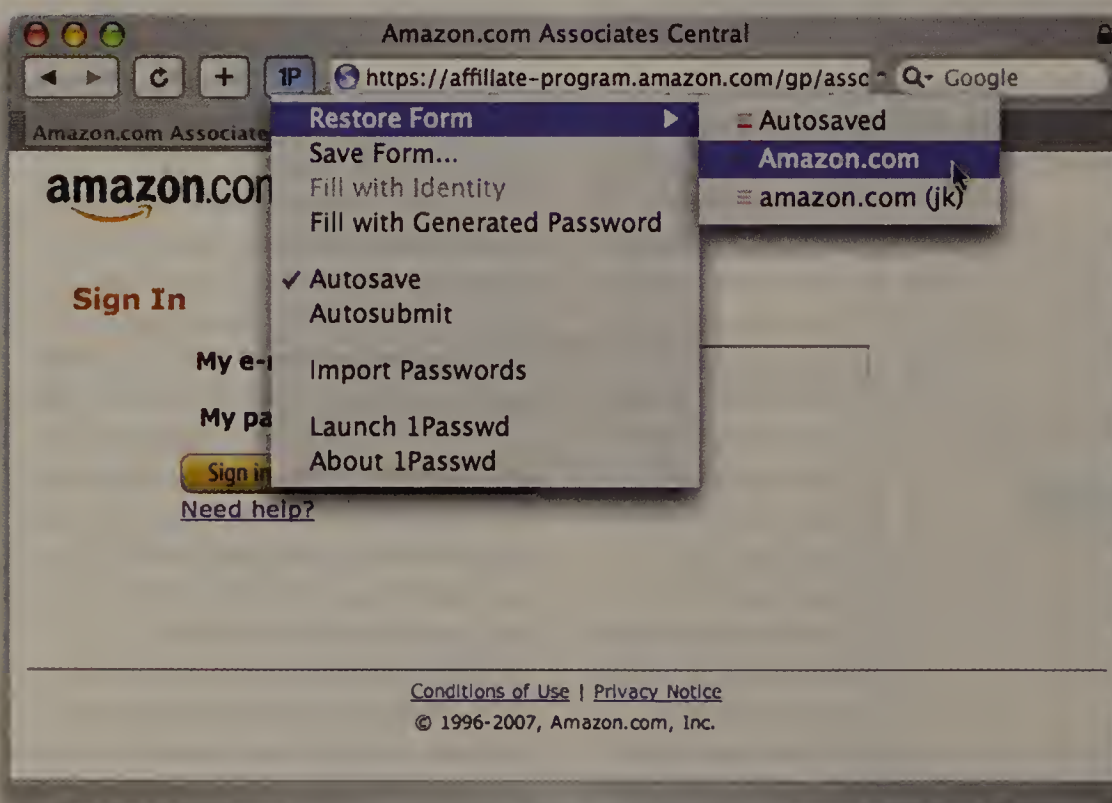 Amazon.com Associates Central
1P https://affillate-program.amazon.com/gp/assc Q Google
Amazon.com Associate
amazon.con
Restore Form
Save Form...
Fill with Identity
Fill with Generated Password
Autosave
Autosubmit
Import Passwords
Launch 1Passwd
About 1Passwd
Autosaved
Amazon.com
amazon.com (jk)
Sign In
My e-
My pa
Sign in
Need help?
Conditions of Use | Privacy Notice
© 1996-2007, Amazon.com, Inc.